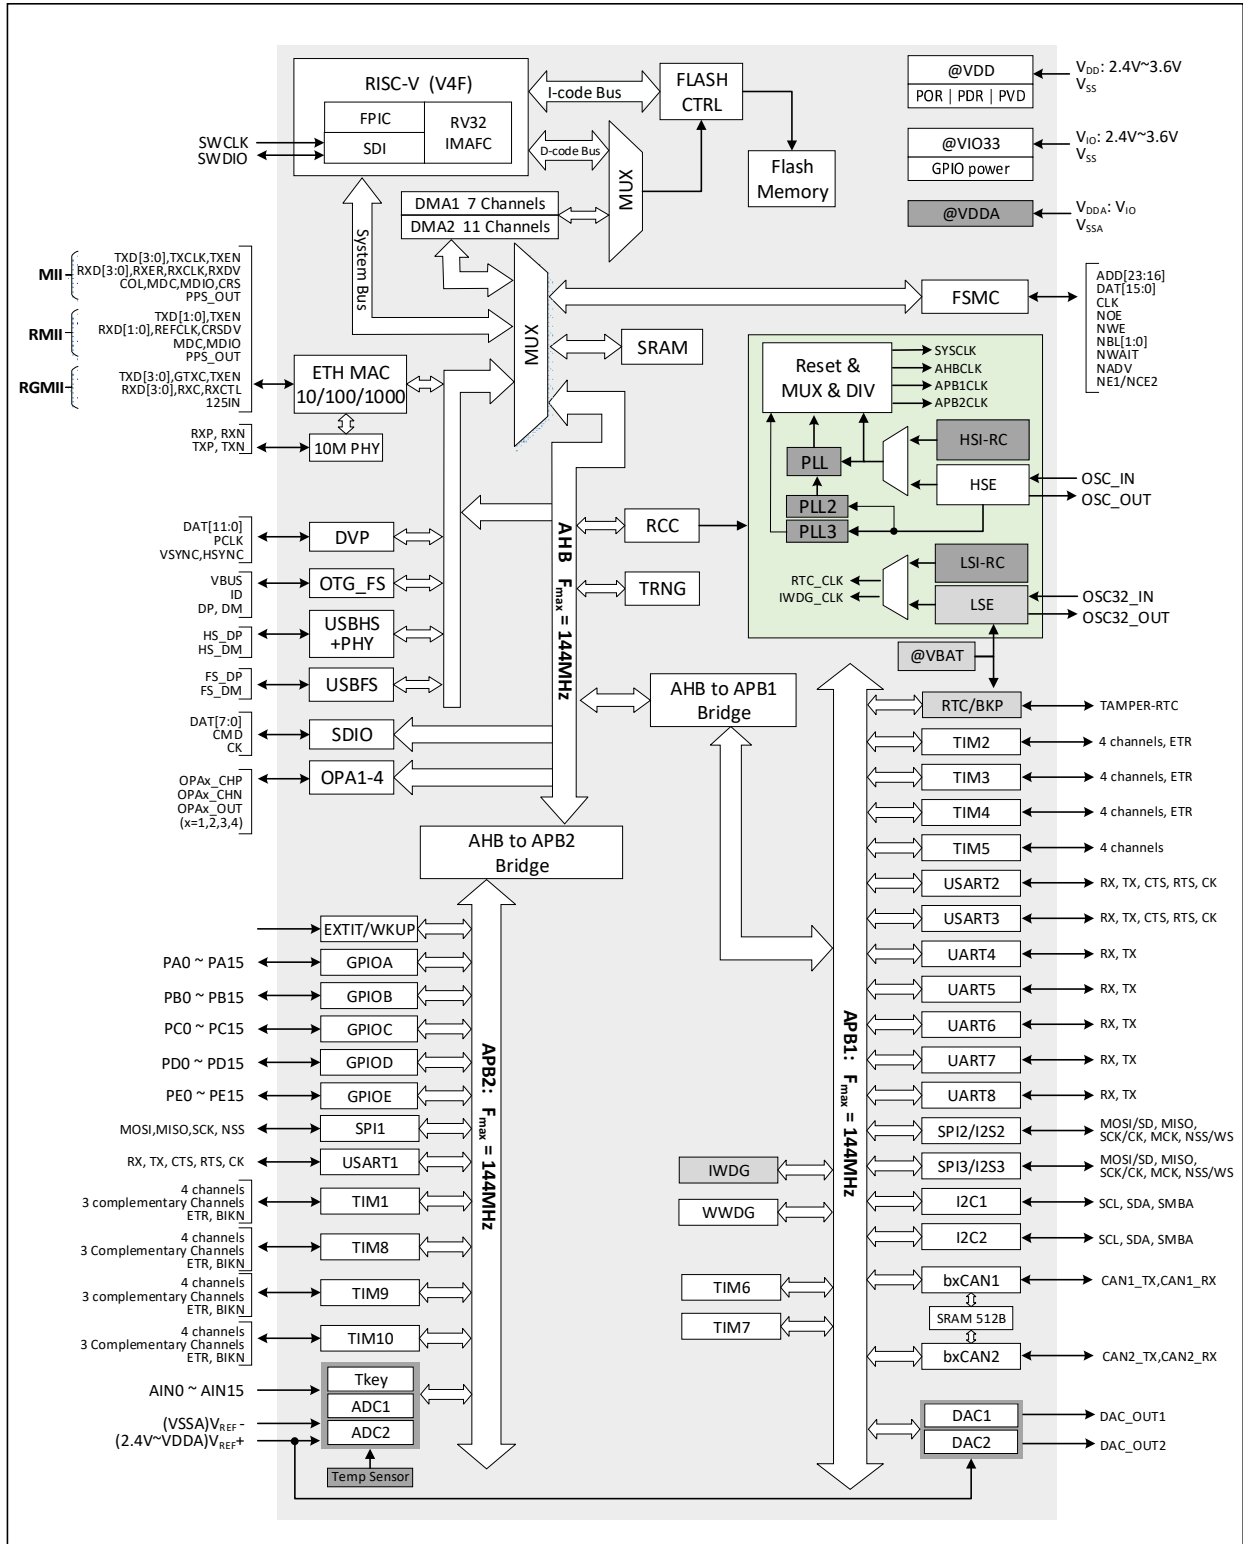 RISC-V (V4F)
FPIC
SDI
RV32
IMAFC
SWCLK
SWDIO
I-code Bus
D-code Bus
System Bus
FLASH
CTRL
Flash
Memory
MUX
DMA1 7 Channels
DMA2 11 Channels
@VDD
POR | PDR | PVD
VDD: 2.4V~3.6V
VSS
@VIO33
GPIO power
VIO: 2.4V~3.6V
VSS
@VDDA
VDDA: VIO
VSSA
MII
TXD[3:0],TXCLK,TXEN
RXD[3:0],RXER,RXCLK,RXDV
COL,MDC,MDIO,CRS
PPS_OUT
RMII
TXD[1:0],TXEN
RXD[1:0],REFCLK,CRSDV
MDC,MDIO
PPS_OUT
RGMII
TXD[3:0],GTXC,TXEN
RXD[3:0],RXC,RXCTL
125IN
ETH MAC
10/100/1000
RXP, RXN
TXP, TXN
10M PHY
MUX
FSMC
ADD[23:16]
DAT[15:0]
CLK
NOE
NWE
NBL[1:0]
NWAIT
NADV
NE1/NCE2
SRAM
Reset &
MUX & DIV
SYSCLK
AHBCLK
APB1CLK
APB2CLK
HSI-RC
PLL
HSE
OSC_IN
OSC_OUT
PLL2
PLL3
LSI-RC
RTC_CLK
IWDG_CLK
LSE
OSC32_IN
OSC32_OUT
@VBAT
RCC
TRNG
AHB Fmax = 144MHz
DAT[11:0]
PCLK
VSYNC,HSYNC
DVP
VBUS
ID
DP, DM
OTG_FS
HS_DP
HS_DM
USBHS
+PHY
FS_DP
FS_DM
USBFS
DAT[7:0]
CMD
CK
SDIO
OPAx_CHP
OPAx_CHN
OPAx_OUT
(x=1,2,3,4)
OPA1-4
AHB to APB1
Bridge
AHB to APB2
Bridge
EXTIT/WKUP
PA0 ~ PA15
GPIOA
PB0 ~ PB15
GPIOB
PC0 ~ PC15
GPIOC
PD0 ~ PD15
GPIOD
PE0 ~ PE15
GPIOE
MOSI,MISO,SCK, NSS
SPI1
RX, TX, CTS, RTS, CK
USART1
4 channels
3 complementary Channels
ETR, BIKN
TIM1
4 channels
3 Complementary Channels
ETR, BIKN
TIM8
4 channels
3 complementary Channels
ETR, BIKN
TIM9
4 channels
3 Complementary Channels
ETR, BIKN
TIM10
AIN0 ~ AIN15
(VSSA)VREF -
(2.4V~VDDA)VREF+
Tkey
ADC1
ADC2
Temp Sensor
APB2: Fmax = 144MHz
IWDG
WWDG
TIM6
TIM7
APB1: Fmax = 144MHz
RTC/BKP
TAMPER-RTC
TIM2
4 channels, ETR
TIM3
4 channels, ETR
TIM4
4 channels, ETR
TIM5
4 channels
USART2
RX, TX, CTS, RTS, CK
USART3
RX, TX, CTS, RTS, CK
UART4
RX, TX
UART5
RX, TX
UART6
RX, TX
UART7
RX, TX
UART8
RX, TX
SPI2/I2S2
MOSI/SD, MISO,
SCK/CK, MCK, NSS/WS
SPI3/I2S3
MOSI/SD, MISO,
SCK/CK, MCK, NSS/WS
I2C1
SCL, SDA, SMBA
I2C2
SCL, SDA, SMBA
bxCAN1
CAN1_TX,CAN1_RX
SRAM 512B
bxCAN2
CAN2_TX,CAN2_RX
DAC1
DAC_OUT1
DAC2
DAC_OUT2